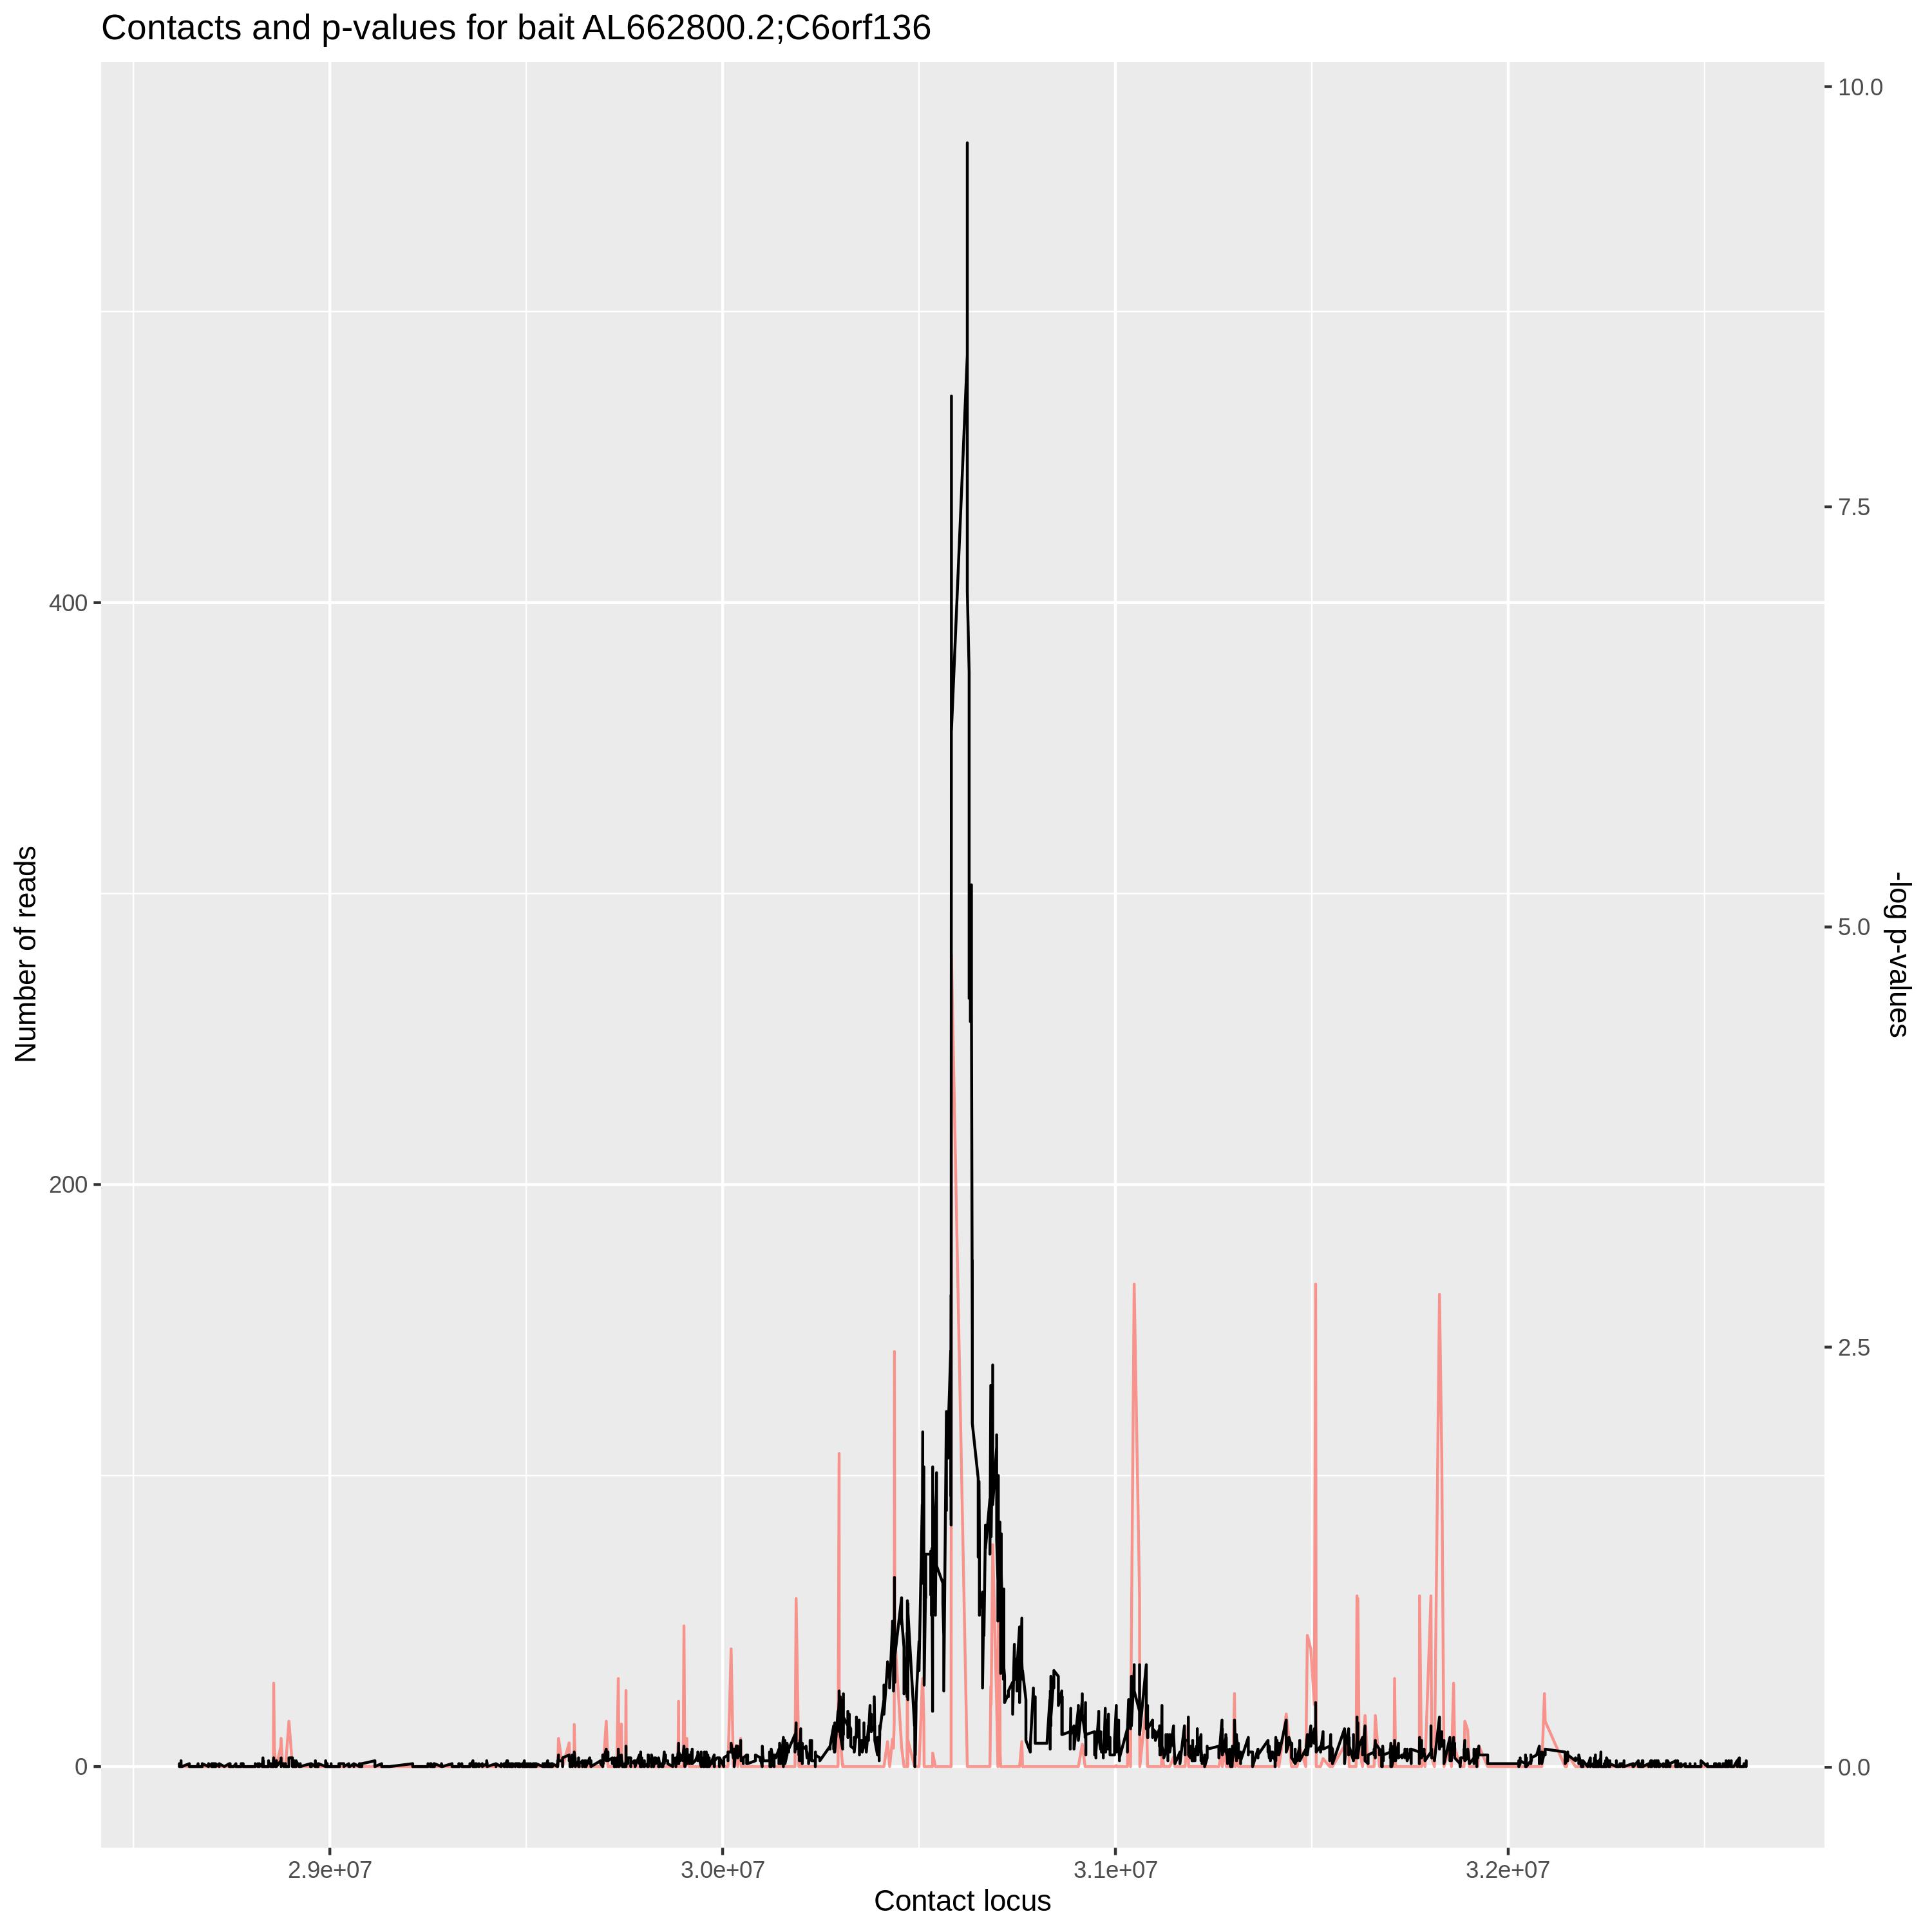 Contacts and p-values for bait AL662800.2;C6orf136
Number of reads
400
200
0
10.0
7.5
5.0
2.5
0.0
-log p-values
2.9e+07
3.0e+07
3.1e+07
3.2e+07
Contact locus